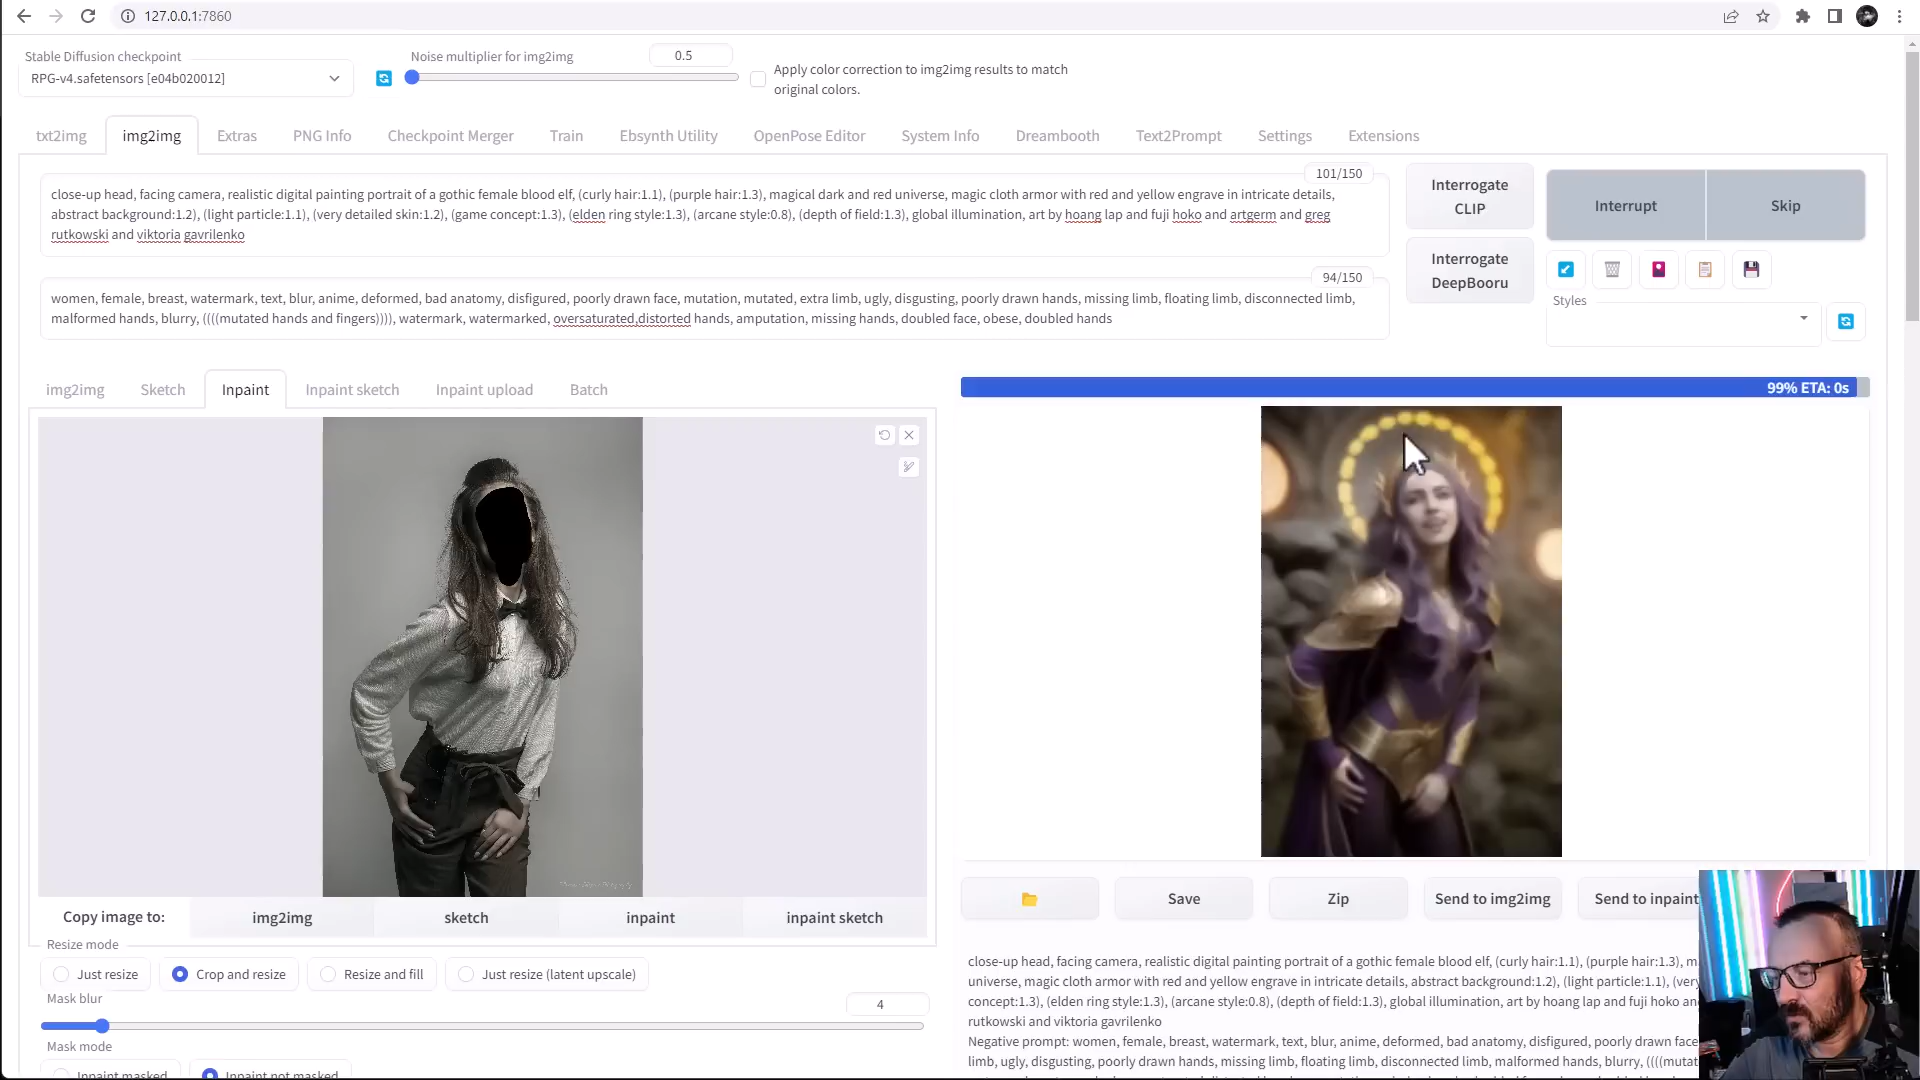 127.0.0.1:7860
Stable Diffusion checkpoint
RPG-v4.safetensors [e04b020012]
Noise multiplier for img2img
0.5
Apply color correction to img2img results to match
original colors.
txt2img
img2img
Extras
PNG Info
Checkpoint Merger
Train
Ebsynth Utility
OpenPose Editor
System Info
Dreambooth
Text2Prompt
Settings
Extensions
101/150
close-up head, facing camera, realistic digital painting portrait of a gothic female blood elf, (curly hair:1.1), (purple hair:1.3), magical dark and red universe, magic cloth armor with red and yellow engrave in intricate details,
abstract background:1.2), (light particle:1.1), (very detailed skin:1.2), (game concept:1.3), (elden ring style:1.3), (arcane style:0.8), (depth of field:1.3), global illumination, art by hoang lap and fuji hoko and artgerm and greg
rutkowski and viktoria gavrilenko
94/150
women, female, breast, watermark, text, blur, anime, deformed, bad anatomy, disfigured, poorly drawn face, mutation, mutated, extra limb, ugly, disgusting, poorly drawn hands, missing limb, floating limb, disconnected limb,
malformed hands, blurry, ((((mutated hands and fingers)))), watermark, watermarked, oversaturated,distorted hands, amputation, missing hands, doubled face, obese, doubled hands
Interrogate
CLIP
Interrogate
DeepBooru
Interrupt
Skip
Styles
img2img
Sketch
Inpaint
Inpaint sketch
Inpaint upload
Batch
99% ETA: 0s
Copy image to:
img2img
sketch
inpaint
inpaint sketch
Resize mode
Just resize
Crop and resize
Resize and fill
Just resize (latent upscale)
Mask blur
4
Mask mode
Inpaint masked
Inpaint not masked
Save
Zip
Send to img2img
Send to inpaint
close-up head, facing camera, realistic digital painting portrait of a gothic female blood elf, (curly hair:1.1), (purple hair:1.3), m
universe, magic cloth armor with red and yellow engrave in intricate details, abstract background:1.2), (light particle:1.1), (very
concept:1.3), (elden ring style:1.3), (arcane style:0.8), (depth of field:1.3), global illumination, art by hoang lap and fuji hoko an
rutkowski and viktoria gavrilenko
Negative prompt: women, female, breast, watermark, text, blur, anime, deformed, bad anatomy, disfigured, poorly drawn face
limb, ugly, disgusting, poorly drawn hands, missing limb, floating limb, disconnected limb, malformed hands, blurry, ((((mutat